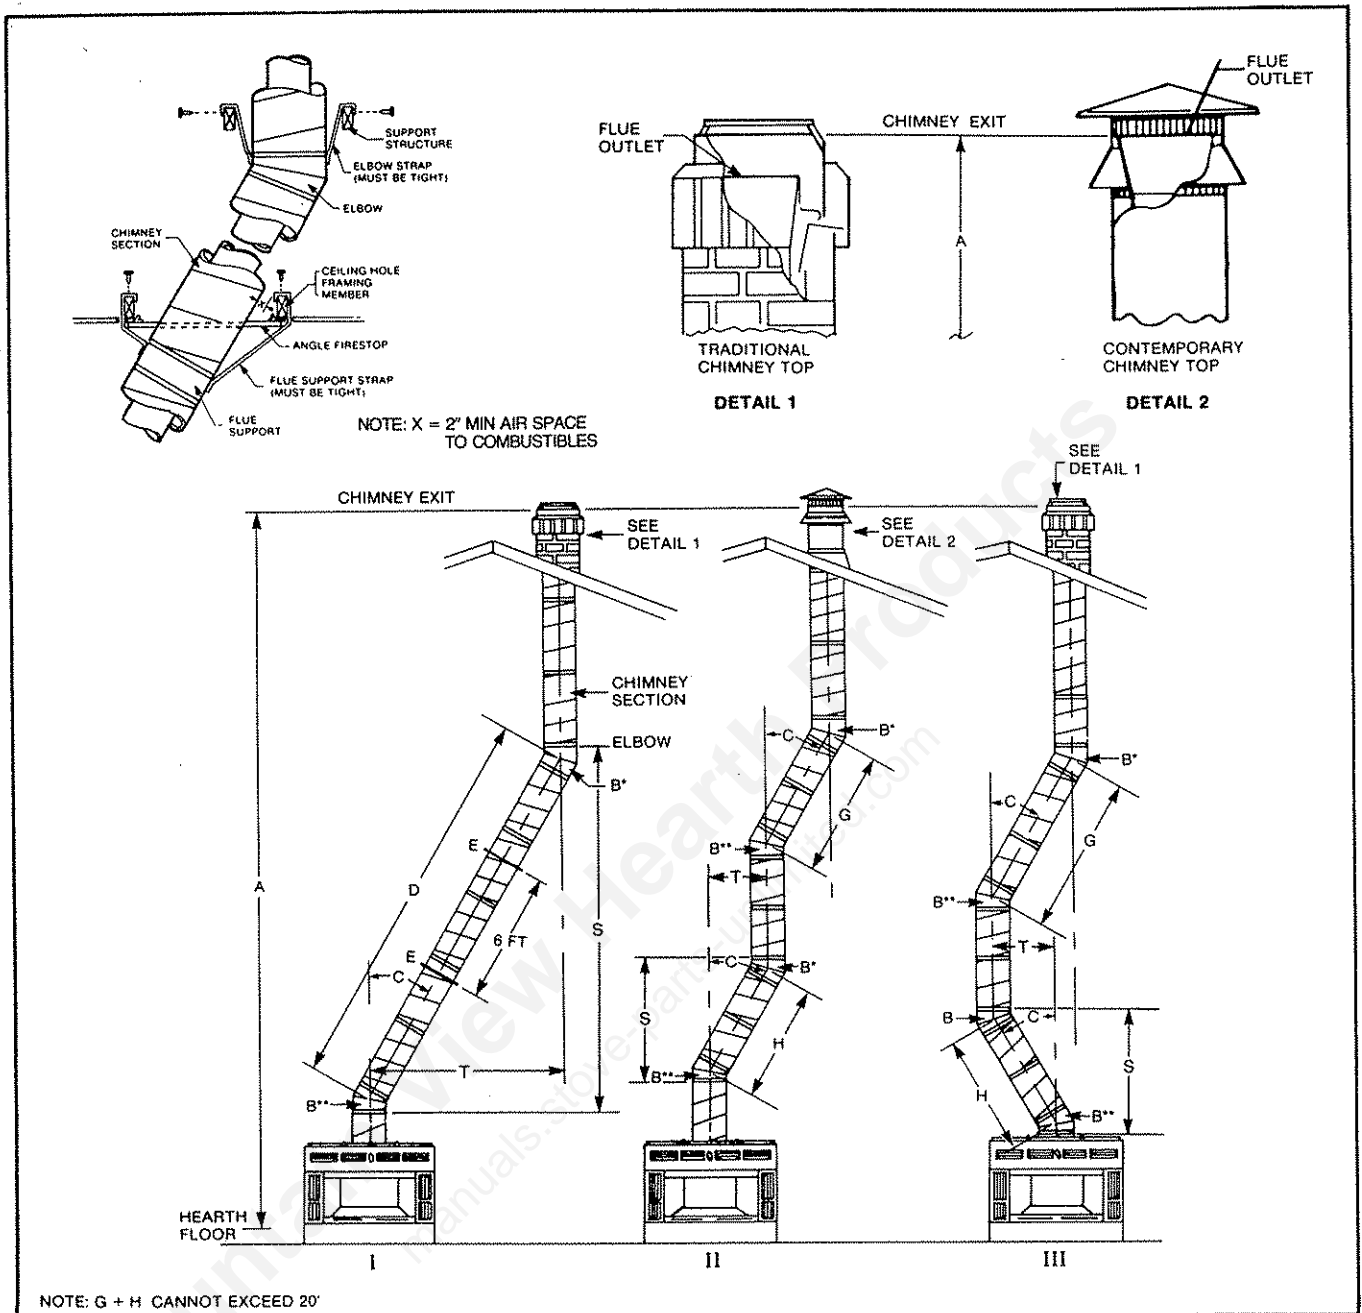 SUPPORT
STRUCTURE
ELBOW STRAP
(MUST BE TIGHT)
ELBOW
CHIMNEY
SECTION
CEILING HOLE
FRAMING
MEMBER
X
ANGLE FIRESTOP
FLUE SUPPORT STRAP
(MUST BE TIGHT)
FLUE
SUPPORT
NOTE: X = 2" MIN AIR SPACE
TO COMBUSTIBLES
FLUE
OUTLET
CHIMNEY EXIT
A
TRADITIONAL
CHIMNEY TOP
DETAIL 1
FLUE
OUTLET
CONTEMPORARY
CHIMNEY TOP
DETAIL 2
CHIMNEY EXIT
SEE
DETAIL 1
SEE
DETAIL 2
SEE
DETAIL 1
CHIMNEY
SECTION
ELBOW
B*
A
D
E
E
6 FT
C
S
T
B**
HEARTH
FLOOR
I
B*
C
G
B**
T
C
B*
S
H
B**
II
B*
C
G
B**
T
B
C
S
H
B**
III
NOTE: G + H CANNOT EXCEED 20'
View Hearth Products